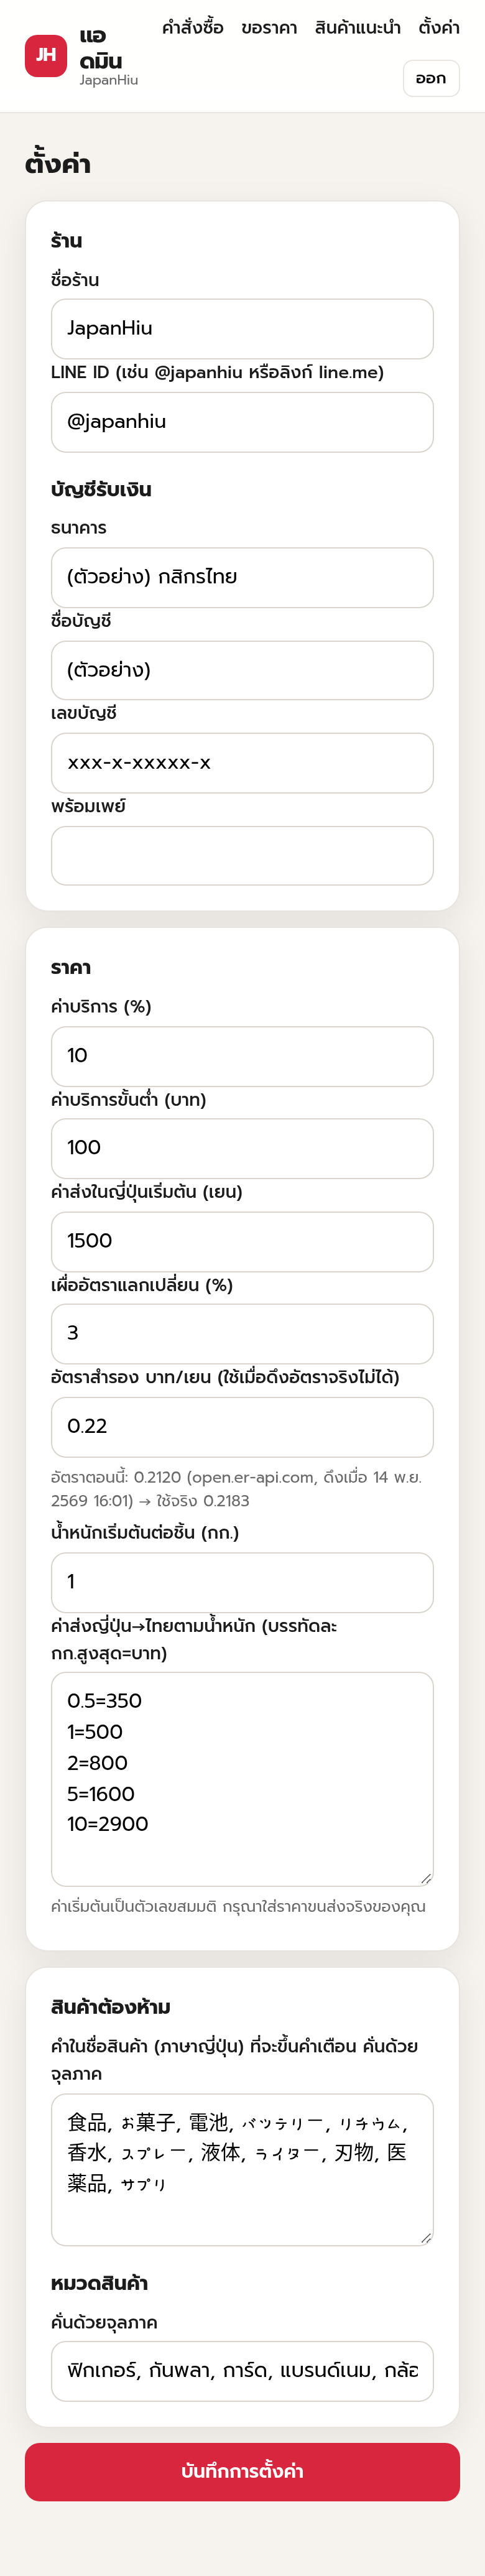 JH
แอ
ดมิน
JapanHiu
คำสั่งซื้อ ขอราคา สินค้าแนะนำ ตั้งค่า
ออก
ตั้งค่า
ร้าน
ชื่อร้าน
JapanHiu
LINE ID (เช่น @japanhiu หรือลิงก์ line.me)
@japanhiu
บัญชีรับเงิน
ธนาคาร
(ตัวอย่าง) กสิกรไทย
ชื่อบัญชี
(ตัวอย่าง)
เลขบัญชี
xxx-x-xxxxx-x
พร้อมเพย์
ราคา
ค่าบริการ (%)
10
ค่าบริการขั้นต่ำ (บาท)
100
ค่าส่งในญี่ปุ่นเริ่มต้น (เยน)
1500
เผื่ออัตราแลกเปลี่ยน (%)
3
อัตราสำรอง บาท/เยน (ใช้เมื่อดึงอัตราจริงไม่ได้)
0.22
อัตราตอนนี้: 0.2120 (open.er-api.com, ดึงเมื่อ 14 พ.ย.
2569 16:01) → ใช้จริง 0.2183
น้ำหนักเริ่มต้นต่อชิ้น (กก.)
1
ค่าส่งญี่ปุ่น→ไทยตามน้ำหนัก (บรรทัดละ
กก.สูงสุด=บาท)
0.5=350
1=500
2=800
5=1600
10=2900
ค่าเริ่มต้นเป็นตัวเลขสมมติ กรุณาใส่ราคาขนส่งจริงของคุณ
สินค้าต้องห้าม
คำในชื่อสินค้า (ภาษาญี่ปุ่น) ที่จะขึ้นคำเตือน คั่นด้วย
จุลภาค
食品, お菓子, 電池, バッテリー, リチウム,
香水, スプレー, 液体, ライター, 刃物, 医
薬品, サプリ
หมวดสินค้า
คั่นด้วยจุลภาค
ฟิกเกอร์, กันพลา, การ์ด, แบรนด์เนม, กล้อ
บันทึกการตั้งค่า